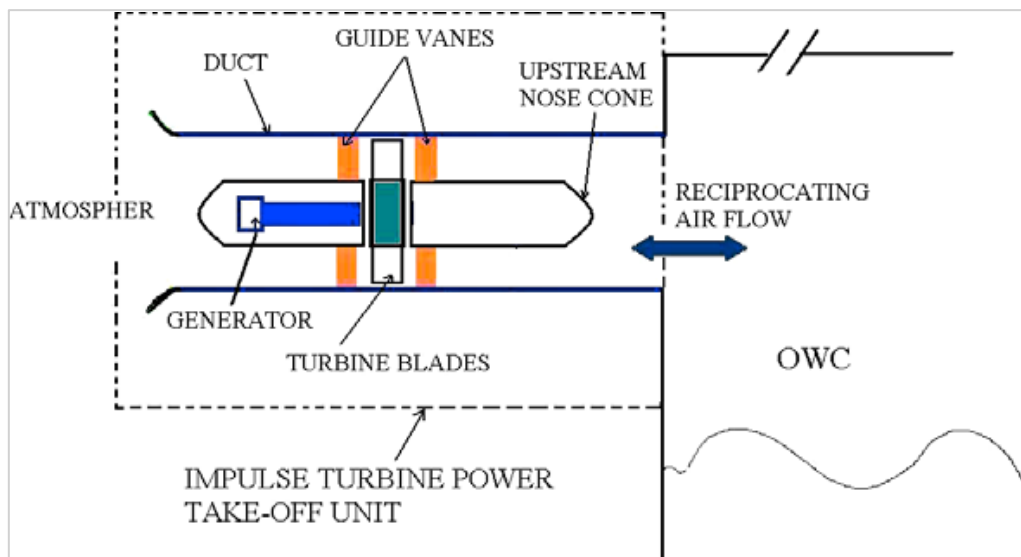 GUIDE VANES
DUCT
UPSTREAM
NOSE CONE
ATMOSPHER
RECIPROCATING
AIR FLOW
GENERATOR
TURBINE BLADES
OWC
IMPULSE TURBINE POWER
TAKE-OFF UNIT